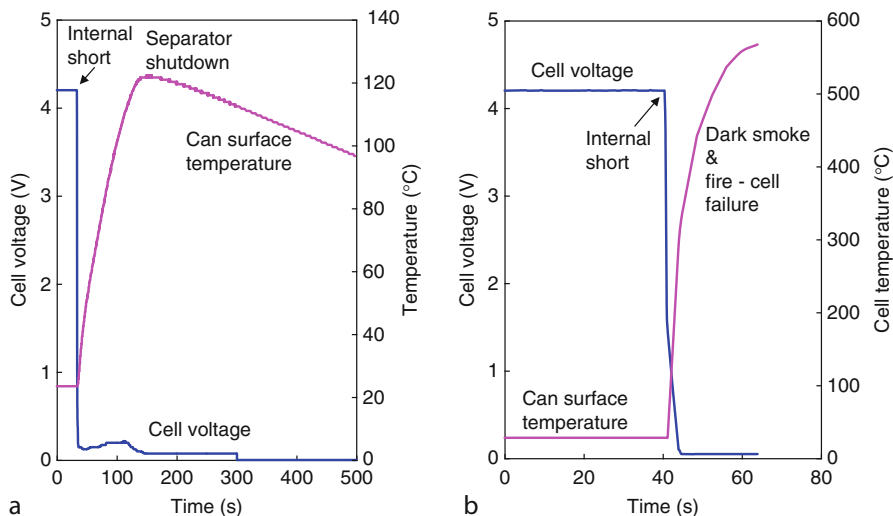 5
4
3
2
1
0
Cell voltage (V)
Internal
short
Separator
shutdown
Can surface
temperature
Cell voltage
140
120
100
80
60
40
20
0
Temperature (°C)
0 100 200 300 400 500
Time (s)
a
5
4
3
2
1
0
Cell voltage (V)
Cell voltage
Internal
short
Dark smoke
&
fire - cell
failure
Can surface
temperature
600
500
400
300
200
100
0
Cell temperature (°C)
0 20 40 60 80
Time (s)
b